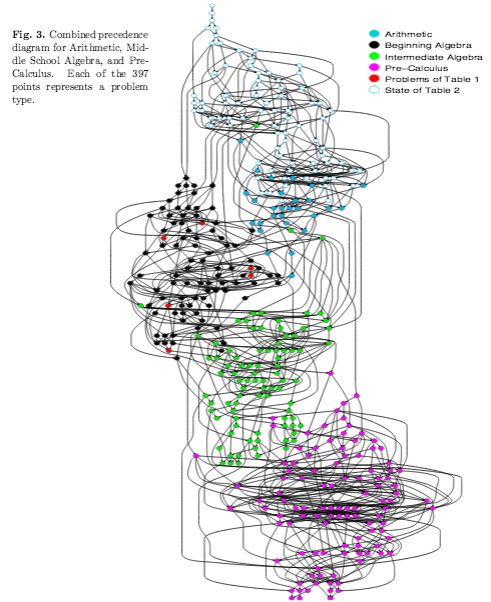 Fig. 3. Combined precedence
diagram for Arithmetic, Mid-
dle School Algebra, and Pre-
Calculus. Each of the 397
points represents a problem
type.
Arithmetic
Beginning Algebra
Intermediate Algebra
Pre−Calculus
Problems of Table 1
State of Table 2